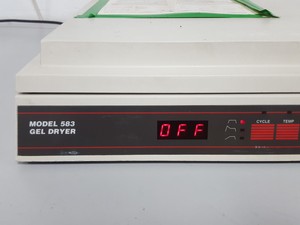 MODEL 583
GEL DRYER
OFF
CYCLE TEMP